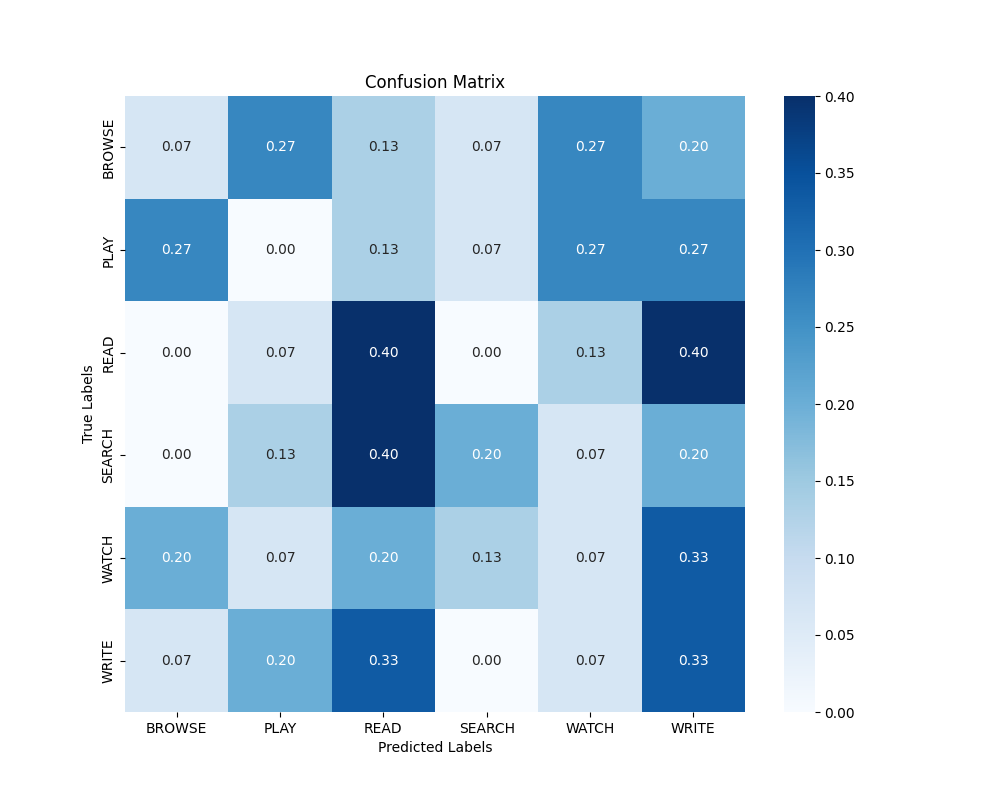 Confusion Matrix
True Labels
BROWSE 0.07 0.27 0.13 0.07 0.27 0.20
PLAY 0.27 0.00 0.13 0.07 0.27 0.27
READ 0.00 0.07 0.40 0.00 0.13 0.40
SEARCH 0.00 0.13 0.40 0.20 0.07 0.20
WATCH 0.20 0.07 0.20 0.13 0.07 0.33
WRITE 0.07 0.20 0.33 0.00 0.07 0.33
BROWSE PLAY READ SEARCH WATCH WRITE
Predicted Labels
0.40
0.35
0.30
0.25
0.20
0.15
0.10
0.05
0.00